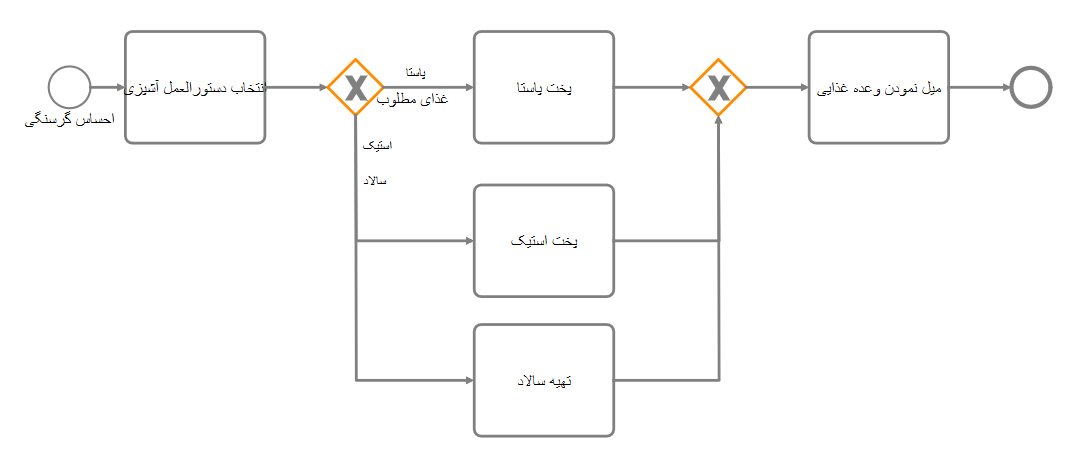 احساس گرسنگی
انتخاب دستورالعمل آشپزی
پاستا
غذای مطلوب
استیک
سالاد
پخت پاستا
پخت استیک
تهیه سالاد
میل نمودن وعده غذایی